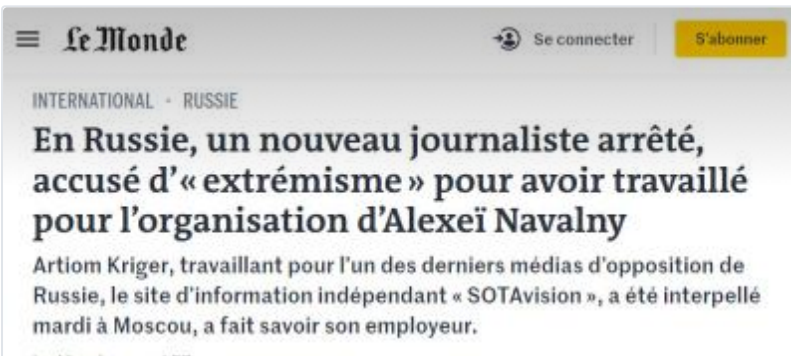 Le Monde
Se connecter
S'abonner
INTERNATIONAL · RUSSIE
En Russie, un nouveau journaliste arrêté,
accusé d'« extrémisme » pour avoir travaillé
pour l'organisation d'Alexeï Navalny
Artiom Kriger, travaillant pour l'un des derniers médias d'opposition de
Russie, le site d'information indépendant « SOTAvision », a été interpellé
mardi à Moscou, a fait savoir son employeur.